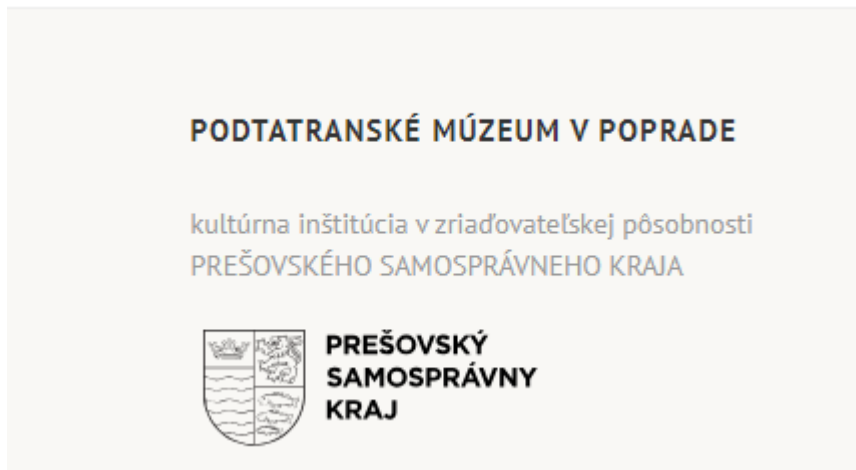 PODTATRANSKÉ MÚZEUM V POPRADE
kultúrna inštitúcia v zriaďovateľskej pôsobnosti
PREŠOVSKÉHO SAMOSPRÁVNEHO KRAJA
PREŠOVSKÝ
SAMOSPRÁVNY
KRAJ